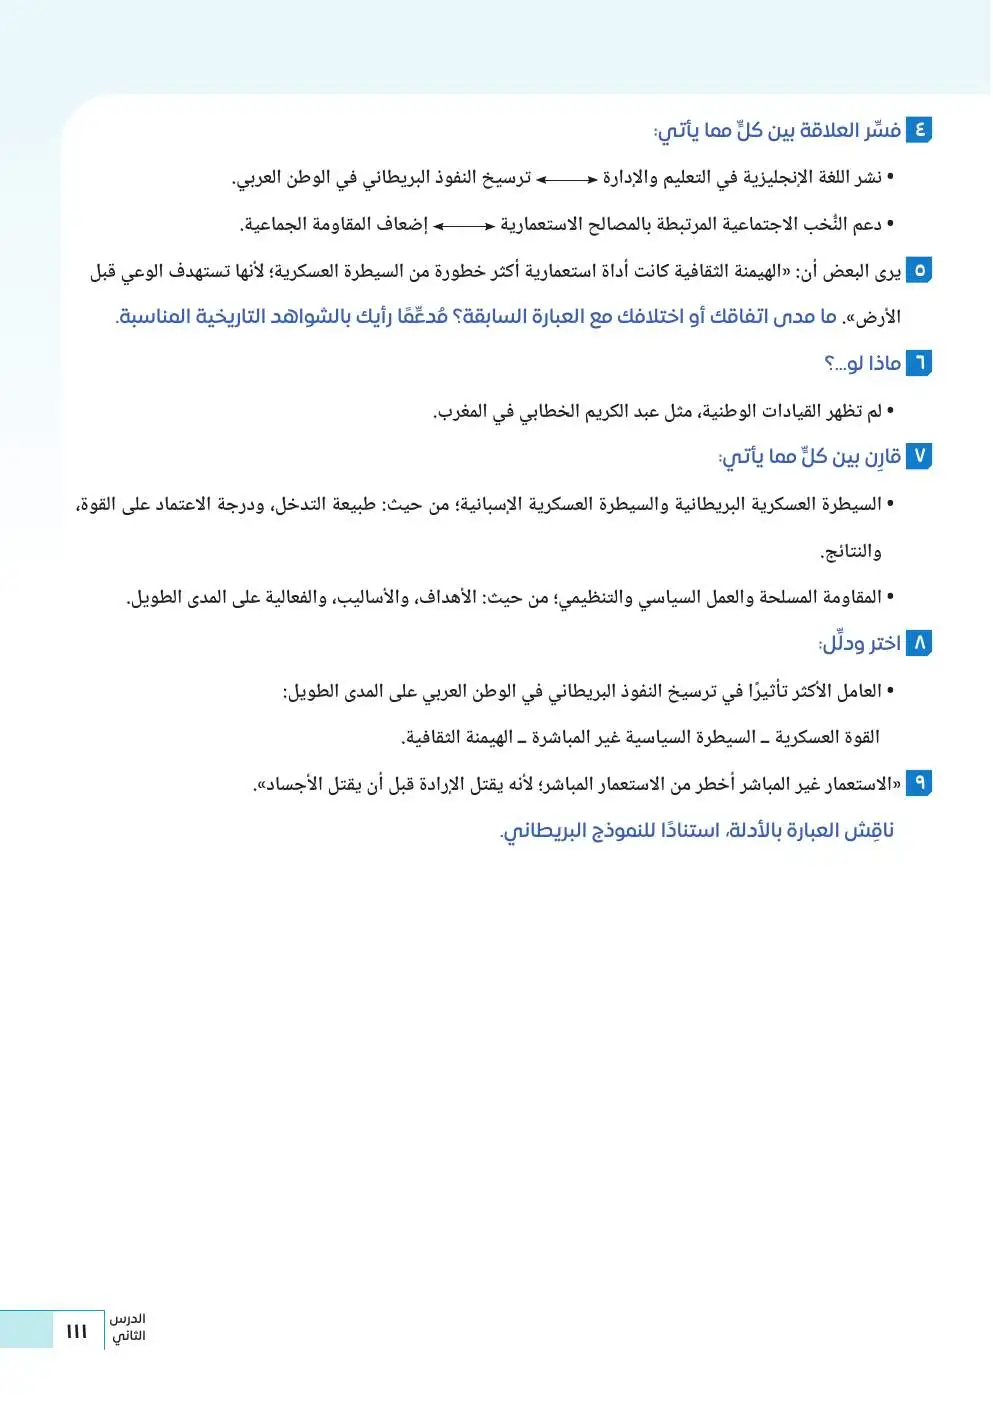 ٤ فسِّر العلاقة بين كلٍّ مما يأتي:
• نشر اللغة الإنجليزية في التعليم والإدارة ⟷ ترسيخ النفوذ البريطاني في الوطن العربي.
• دعم النُّخب الاجتماعية المرتبطة بالمصالح الاستعمارية ⟷ إضعاف المقاومة الجماعية.
٥ يرى البعض أن: «الهيمنة الثقافية كانت أداة استعمارية أكثر خطورة من السيطرة العسكرية؛ لأنها تستهدف الوعي قبل
الأرض». ما مدى اتفاقك أو اختلافك مع العبارة السابقة؟ مُدعِّمًا رأيك بالشواهد التاريخية المناسبة.
٦ ماذا لو...؟
• لم تظهر القيادات الوطنية، مثل عبد الكريم الخطابي في المغرب.
٧ قارِن بين كلٍّ مما يأتي:
• السيطرة العسكرية البريطانية والسيطرة العسكرية الإسبانية؛ من حيث: طبيعة التدخل، ودرجة الاعتماد على القوة،
والنتائج.
• المقاومة المسلحة والعمل السياسي والتنظيمي؛ من حيث: الأهداف، والأساليب، والفعالية على المدى الطويل.
٨ اختر ودلِّل:
• العامل الأكثر تأثيرًا في ترسيخ النفوذ البريطاني في الوطن العربي على المدى الطويل:
القوة العسكرية – السيطرة السياسية غير المباشرة – الهيمنة الثقافية.
٩ «الاستعمار غير المباشر أخطر من الاستعمار المباشر؛ لأنه يقتل الإرادة قبل أن يقتل الأجساد».
ناقِش العبارة بالأدلة، استنادًا للنموذج البريطاني.
الدرس
الثاني
١١١